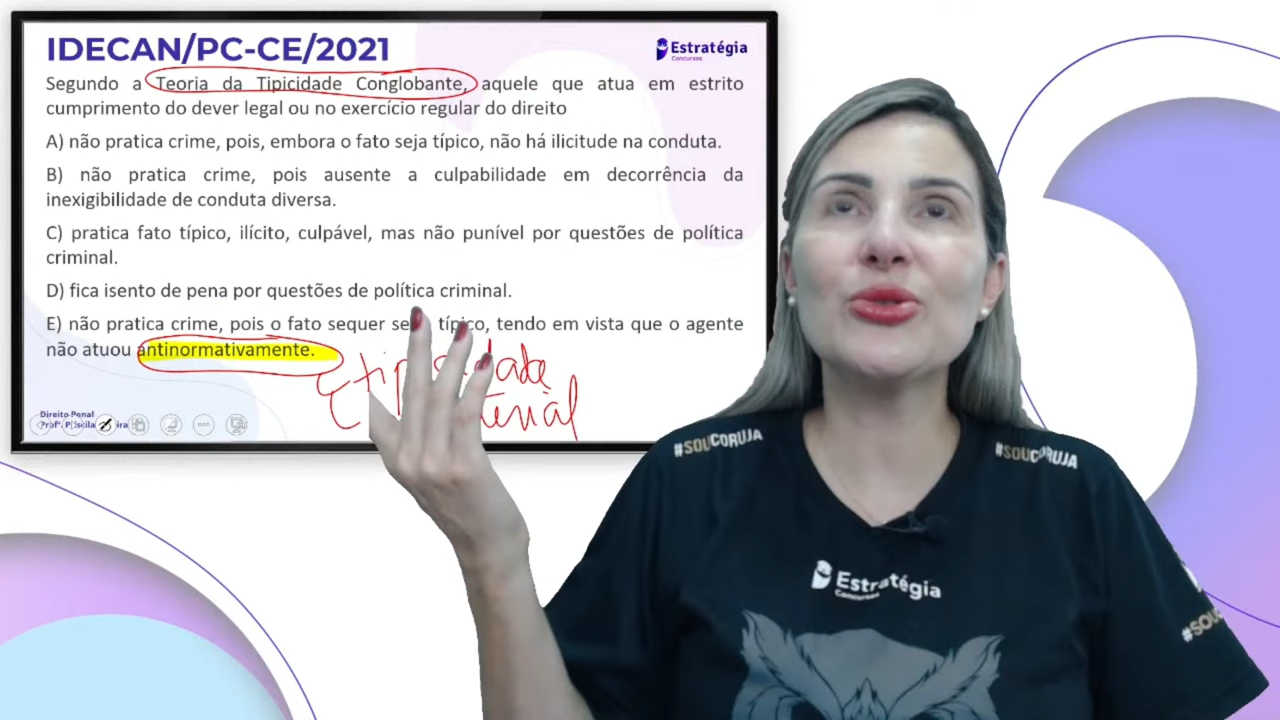 IDECAN/PC-CE/2021
Estratégia
Concursos
Segundo a Teoria da Tipicidade Conglobante, aquele que atua em estrito
cumprimento do dever legal ou no exercício regular do direito
A) não pratica crime, pois, embora o fato seja típico, não há ilicitude na conduta.
B) não pratica crime, pois ausente a culpabilidade em decorrência da
inexigibilidade de conduta diversa.
C) pratica fato típico, ilícito, culpável, mas não punível por questões de política
criminal.
D) fica isento de pena por questões de política criminal.
E) não pratica crime, pois o fato sequer típico, tendo em vista que o agente
não atuou antinormativamente.
Direito Penal
#SOUCORUJA
#SOUCORUJA
Estratégia
Concursos